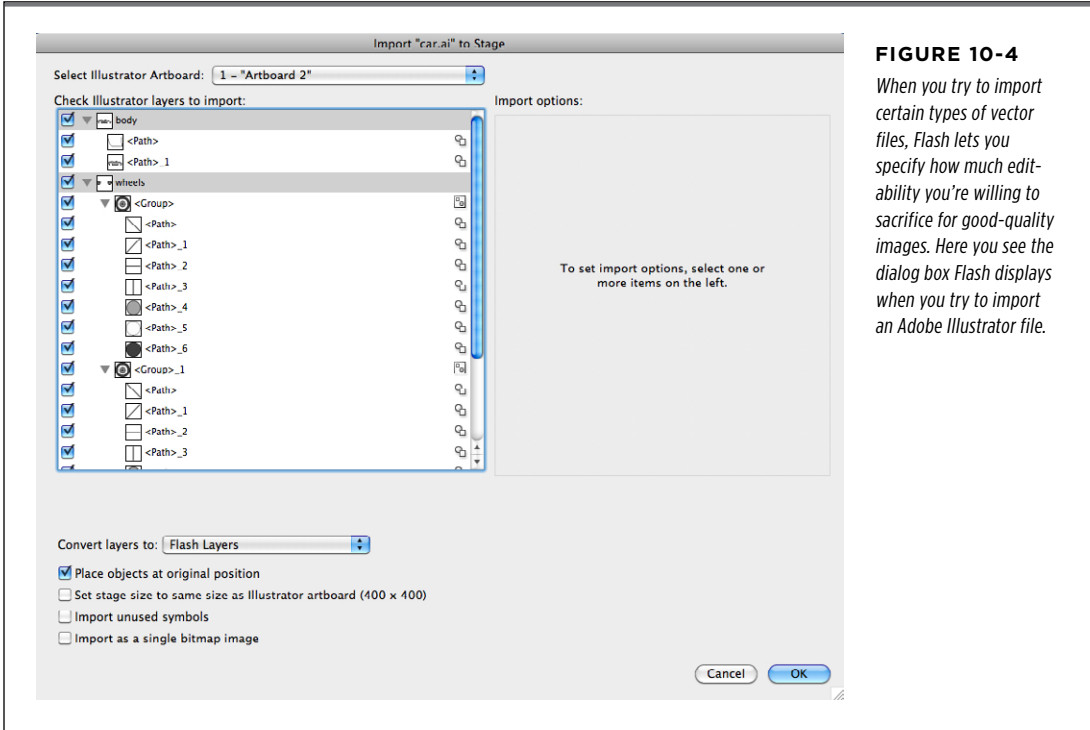 Import "car.ai" to Stage
Select Illustrator Artboard: 1 – "Artboard 2"
Check Illustrator layers to import:
body
<Path>
<Path>_1
wheels
<Group>
<Path>
<Path>_1
<Path>_2
<Path>_3
<Path>_4
<Path>_5
<Path>_6
<Group>_1
<Path>
<Path>_1
<Path>_2
<Path>_3
Import options:
To set import options, select one or
more items on the left.
Convert layers to: Flash Layers
Place objects at original position
Set stage size to same size as Illustrator artboard (400 x 400)
Import unused symbols
Import as a single bitmap image
Cancel OK
FIGURE 10-4
When you try to import
certain types of vector
files, Flash lets you
specify how much edit-
ability you're willing to
sacrifice for good-quality
images. Here you see the
dialog box Flash displays
when you try to import
an Adobe Illustrator file.